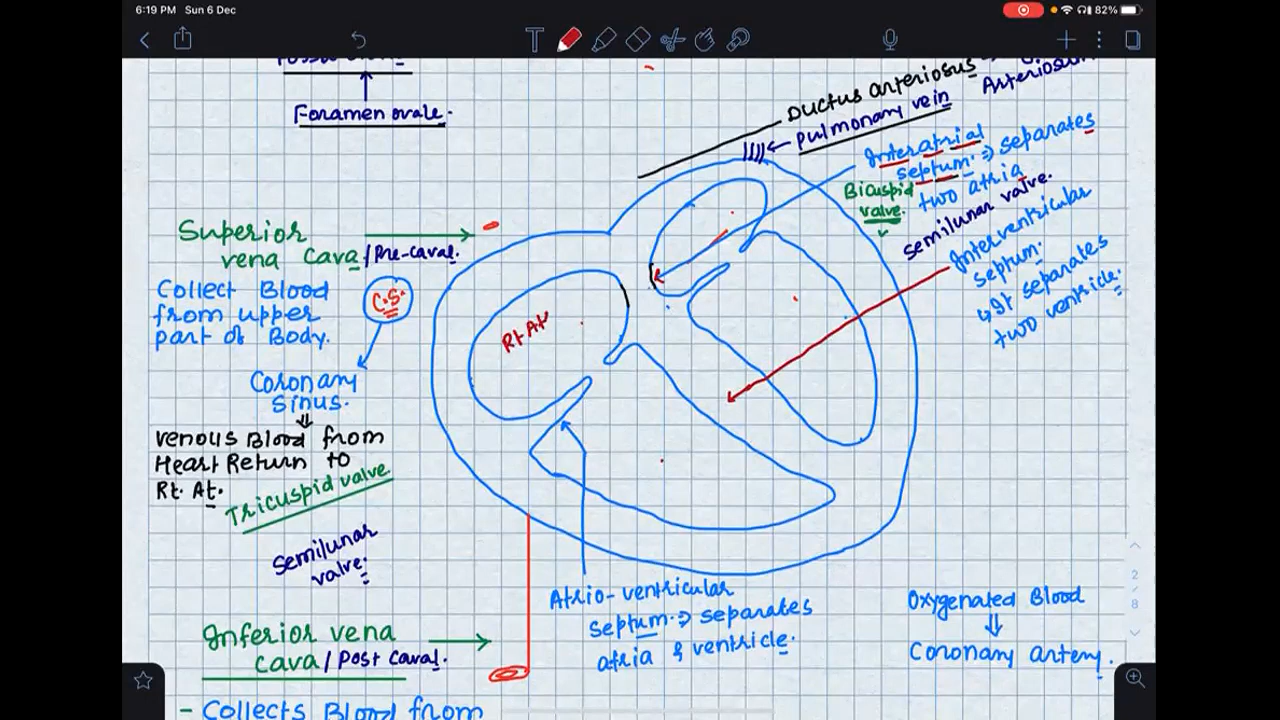 6:19 PM Sun 6 Dec
82%
Foramen ovale.
Ductus arteriosus
pulmonary vein
Interatrial
septum. ⇒ separates
two atria
Bicuspid
valve.
Semilunar valve.
Interventricular
septum.
↳ It separates
two ventricle.
Superior
vena cava / Pre-caval.
Collect Blood
from upper
part of Body.
C.S.
Coronary
Sinus.
Venous Blood from
Heart Return to
Rt. At.
Rt At
Tricuspid valve.
Semilunar
valve.
Inferior vena
cava / Post Caval.
- Collects Blood from
Atrio-ventricular
septum ⇒ separates
atria & ventricle.
Oxygenated Blood
⇓
Coronary artery.
2
/
8